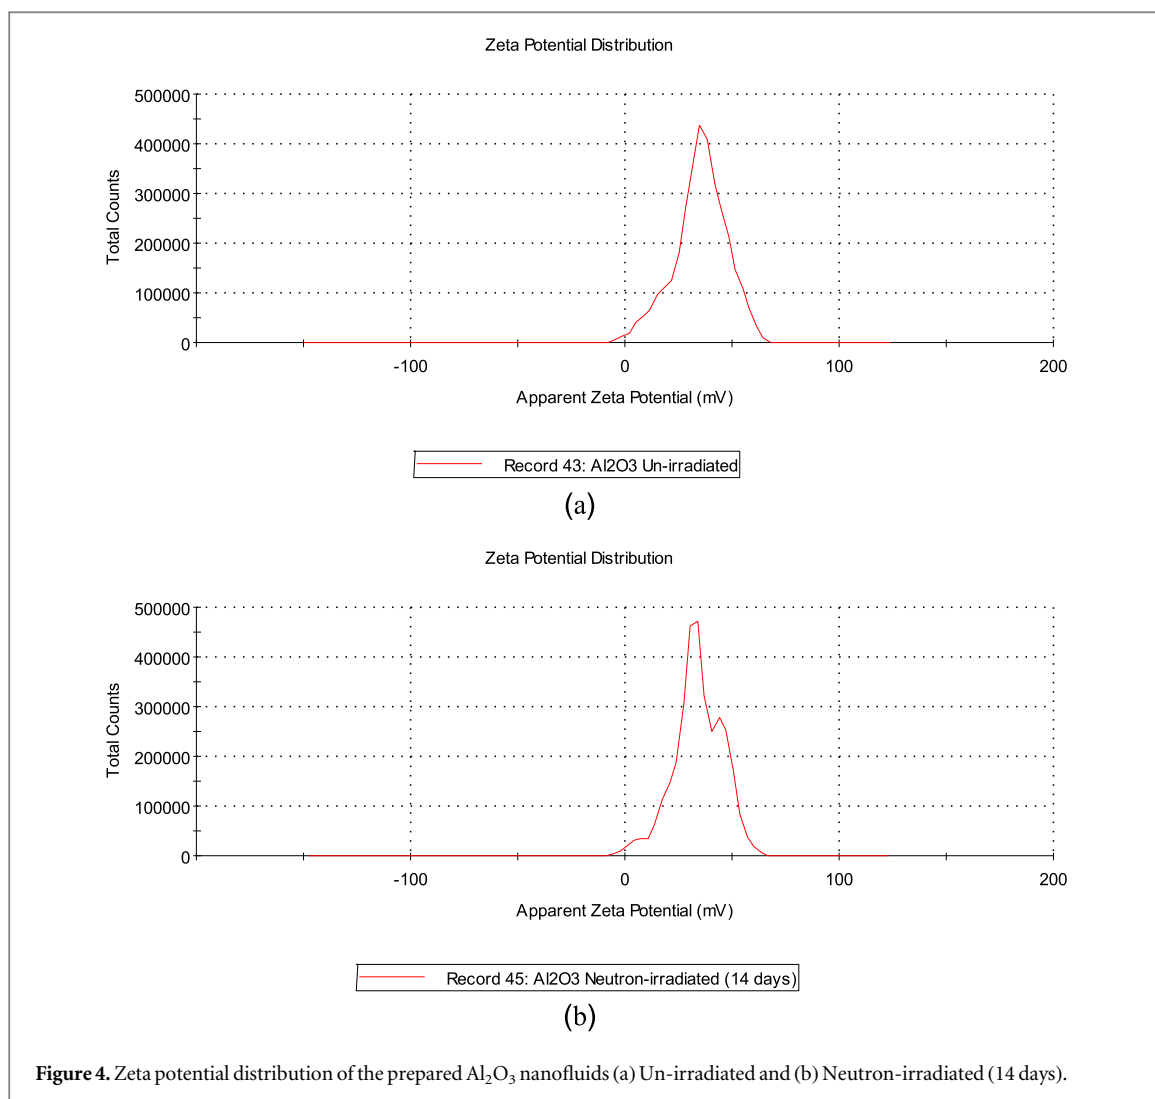 Zeta Potential Distribution
500000
400000
300000
200000
100000
0
Total Counts
-100
0
100
200
Apparent Zeta Potential (mV)
Record 43: Al2O3 Un-irradiated
(a)
Zeta Potential Distribution
500000
400000
300000
200000
100000
0
Total Counts
-100
0
100
200
Apparent Zeta Potential (mV)
Record 45: Al2O3 Neutron-irradiated (14 days)
(b)
Figure 4. Zeta potential distribution of the prepared Al₂O₃ nanofluids (a) Un-irradiated and (b) Neutron-irradiated (14 days).